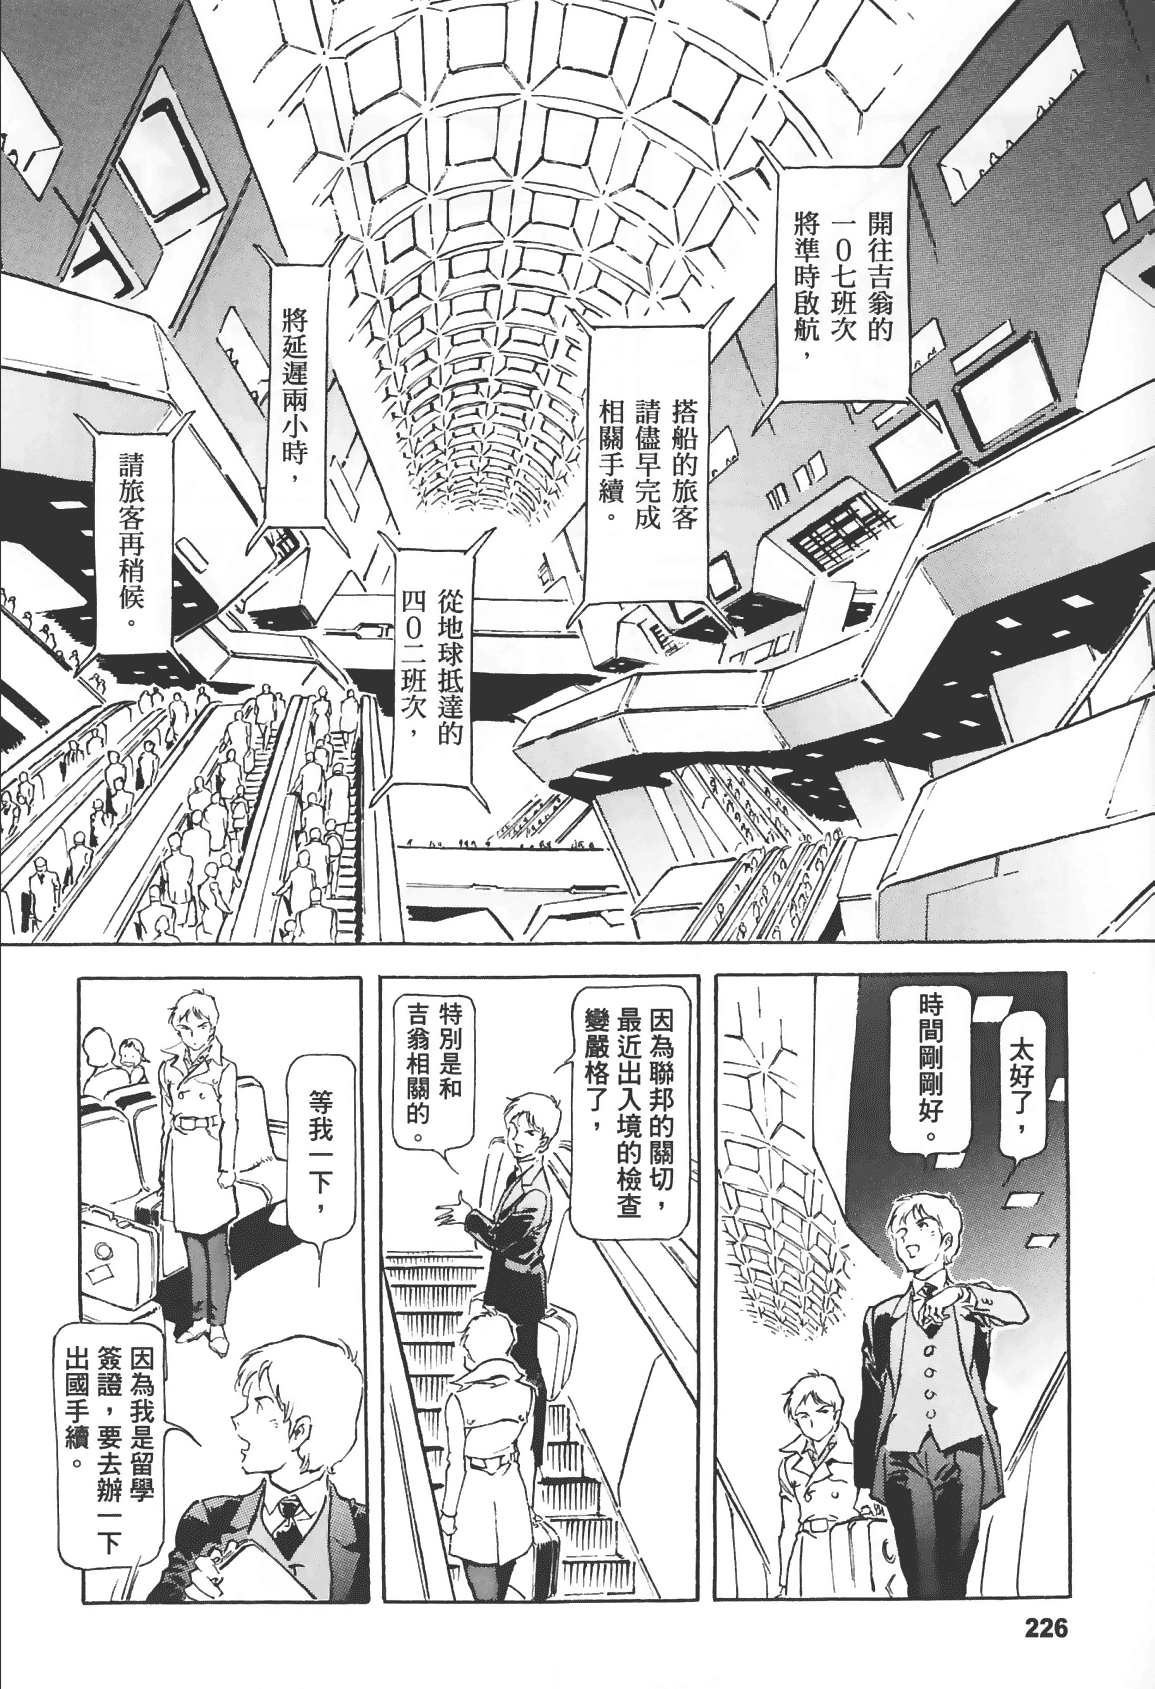 開往吉翁的
一0七班次
將準時啟航，
搭船的旅客
請儘早完成
相關手續。
從地球抵達的
四0二班次，
將延遲兩小時，
請旅客再稍候。
太好了，
時間剛剛好。
因為聯邦的關切，
最近出入境的檢查
變嚴格了，
特別是和
吉翁相關的。
等我一下，
因為我是留學
簽證，要去辦一下
出國手續。
226